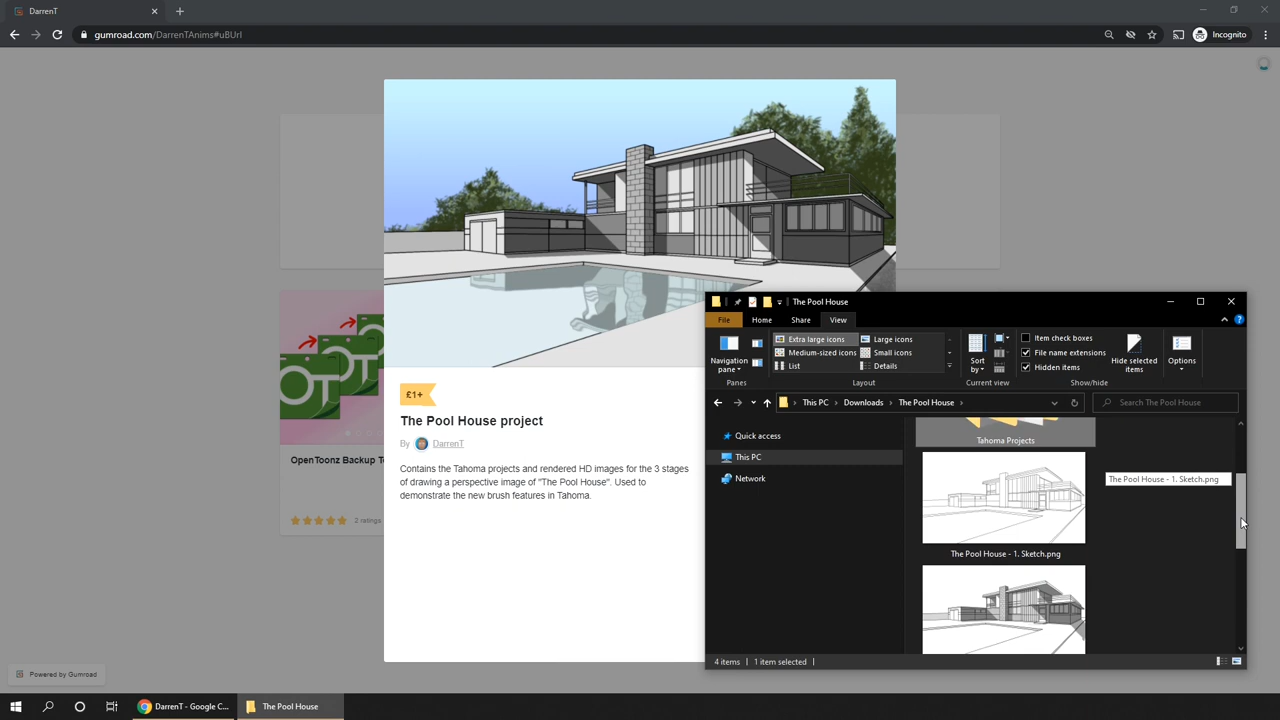 DarrenT
gumroad.com/DarrenTAnims#uBUrl
Incognito
£1+
The Pool House project
By DarrenT
Contains the Tahoma projects and rendered HD images for the 3 stages
of drawing a perspective image of "The Pool House". Used to
demonstrate the new brush features in Tahoma.
OpenToonz Backup T
2 ratings
Powered by Gumroad
The Pool House
File Home Share View
Navigation
pane
Panes
Extra large icons Large icons
Medium-sized icons Small icons
List Details
Layout
Sort
by
Current view
Item check boxes
File name extensions
Hidden items
Hide selected
items
Show/hide
Options
This PC Downloads The Pool House
Search The Pool House
Quick access
This PC
Network
Tahoma Projects
The Pool House - 1. Sketch.png
The Pool House - 1. Sketch.png
4 items 1 item selected
DarrenT - Google C...
The Pool House